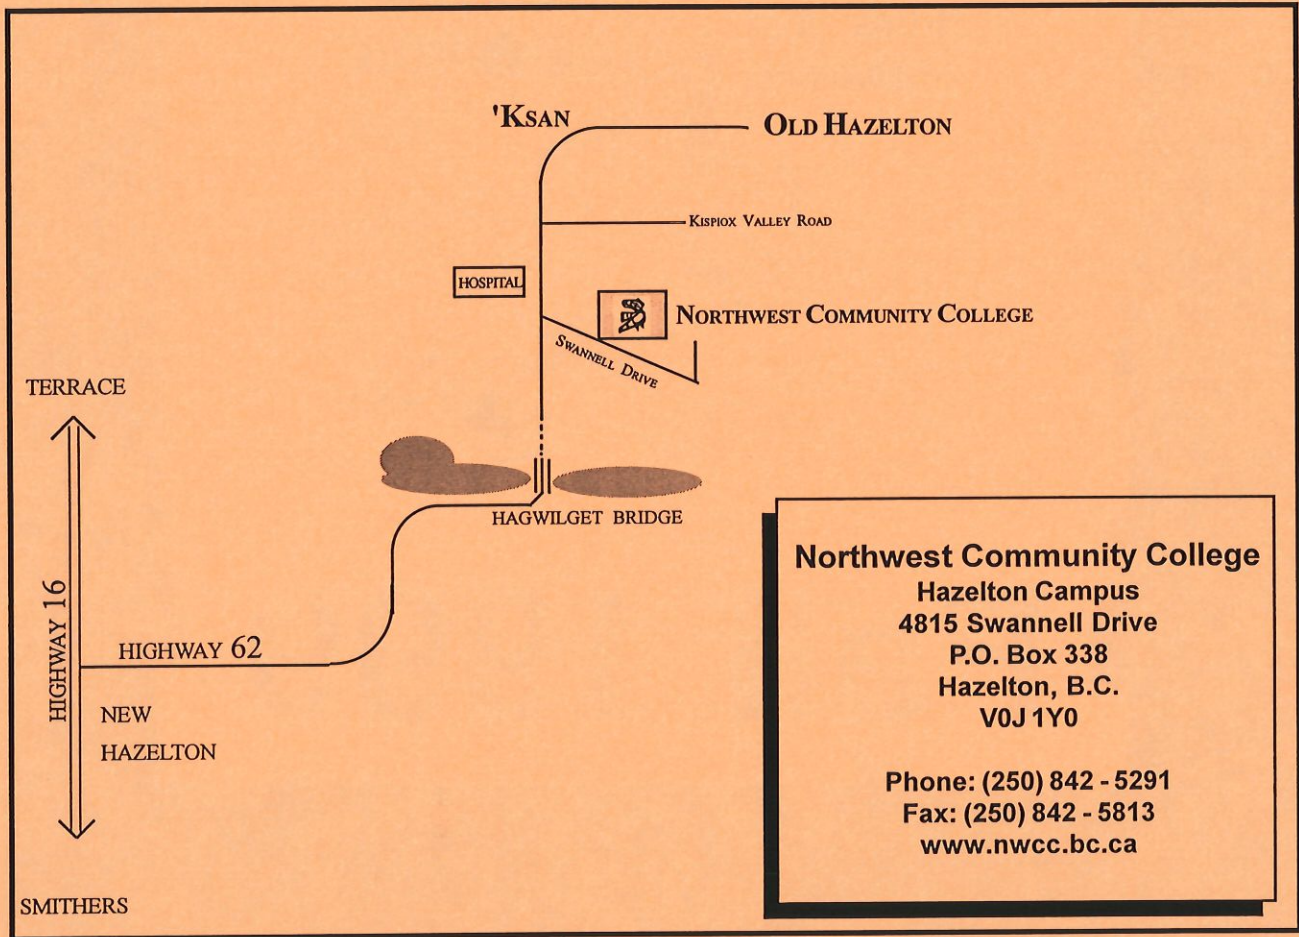 'KSAN
OLD HAZELTON
KISPIOX VALLEY ROAD
HOSPITAL
NORTHWEST COMMUNITY COLLEGE
SWANNELL DRIVE
TERRACE
HAGWILGET BRIDGE
HIGHWAY 16
HIGHWAY 62
NEW
HAZELTON
SMITHERS
Northwest Community College
Hazelton Campus
4815 Swannell Drive
P.O. Box 338
Hazelton, B.C.
V0J 1Y0
Phone: (250) 842 - 5291
Fax: (250) 842 - 5813
www.nwcc.bc.ca